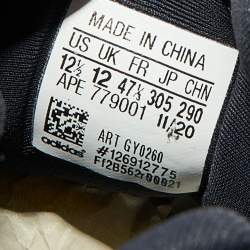 MADE IN CHINA
US UK FR JP CHN
12½ 12 47⅓ 305 290
APE 779001 11/20
ART GY0260
#126912775
F12B562r00021
adidas